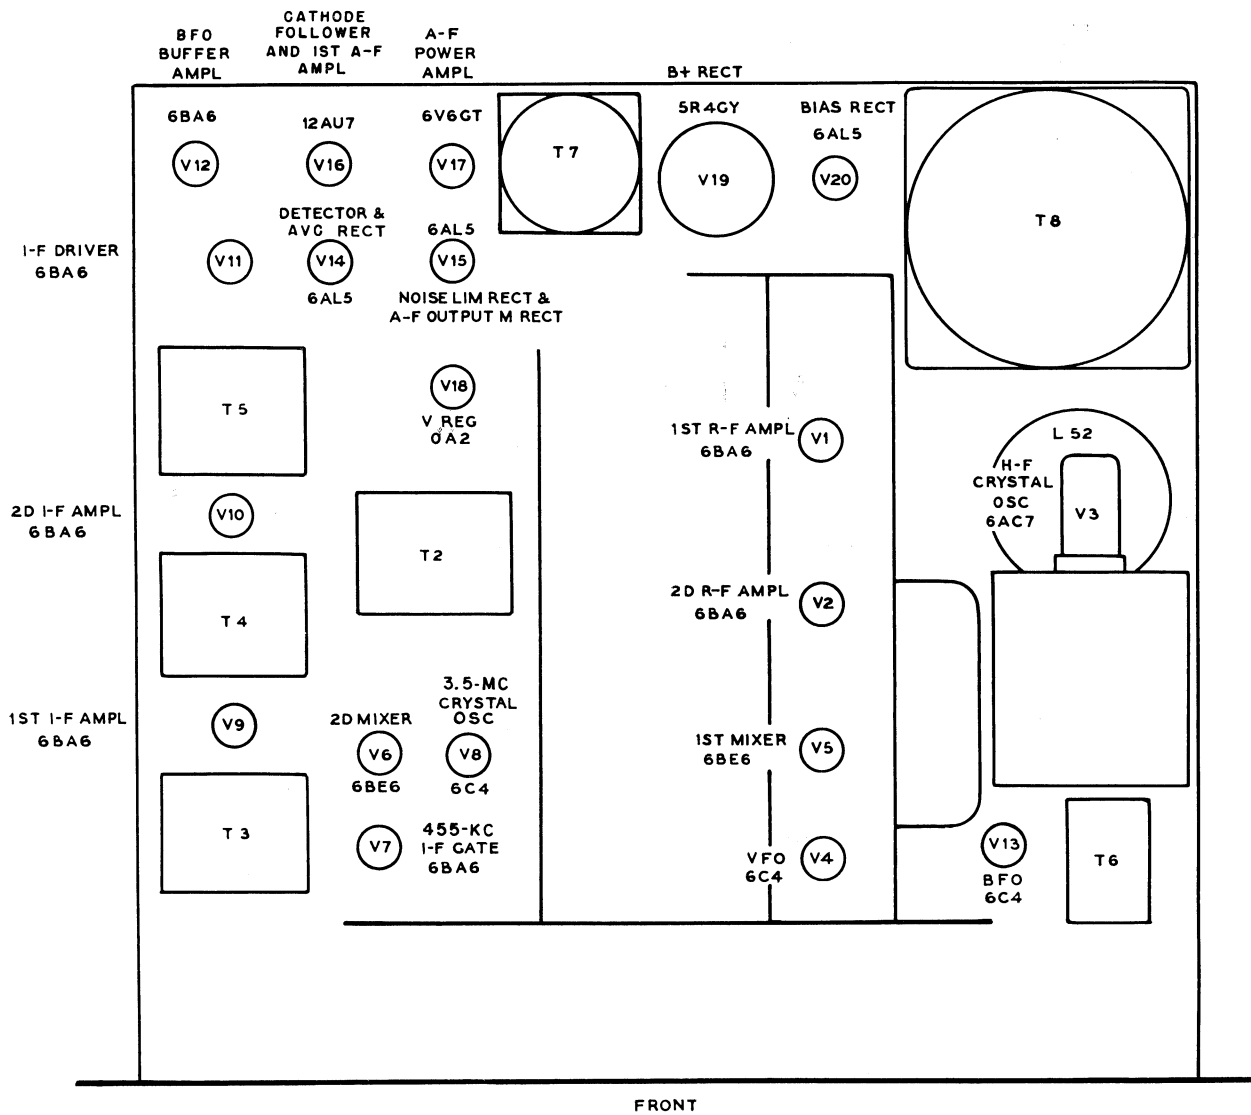 BFO
BUFFER
AMPL
CATHODE
FOLLOWER
AND 1ST A-F
AMPL
A-F
POWER
AMPL
B+ RECT
6BA6
V12
12AU7
V16
6V6GT
V17
T7
5R4GY
V19
BIAS RECT
6AL5
V20
T8
I-F DRIVER
6BA6
V11
DETECTOR &
AVC RECT
V14
6AL5
6AL5
V15
NOISE LIM RECT &
A-F OUTPUT M RECT
T5
V18
V REG
OA2
1ST R-F AMPL
6BA6
V1
L 52
H-F
CRYSTAL
OSC
6AC7
V3
2D I-F AMPL
6BA6
V10
T2
2D R-F AMPL
6BA6
V2
T4
1ST I-F AMPL
6BA6
V9
2D MIXER
V6
6BE6
3.5-MC
CRYSTAL
OSC
V8
6C4
1ST MIXER
6BE6
V5
T3
V7
455-KC
I-F GATE
6BA6
VFO
6C4
V4
V13
BFO
6C4
T6
FRONT